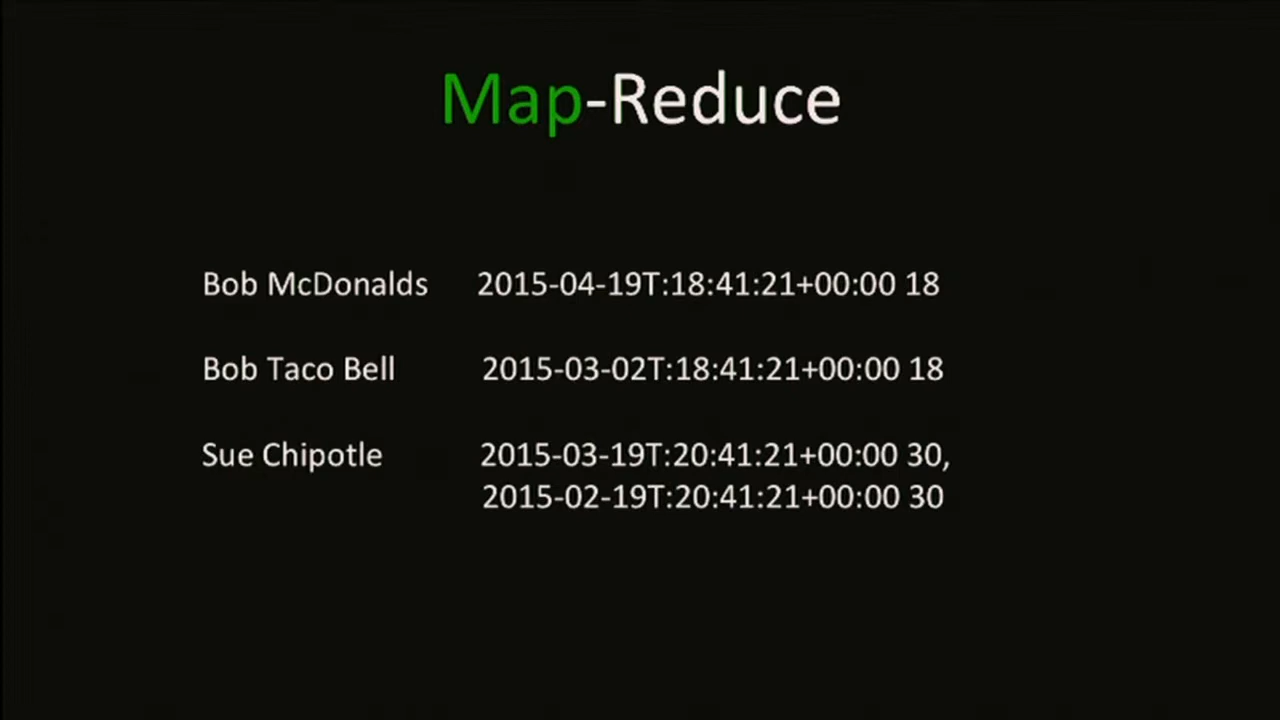 Map-Reduce
Bob McDonalds 2015-04-19T:18:41:21+00:00 18
Bob Taco Bell 2015-03-02T:18:41:21+00:00 18
Sue Chipotle 2015-03-19T:20:41:21+00:00 30,
2015-02-19T:20:41:21+00:00 30